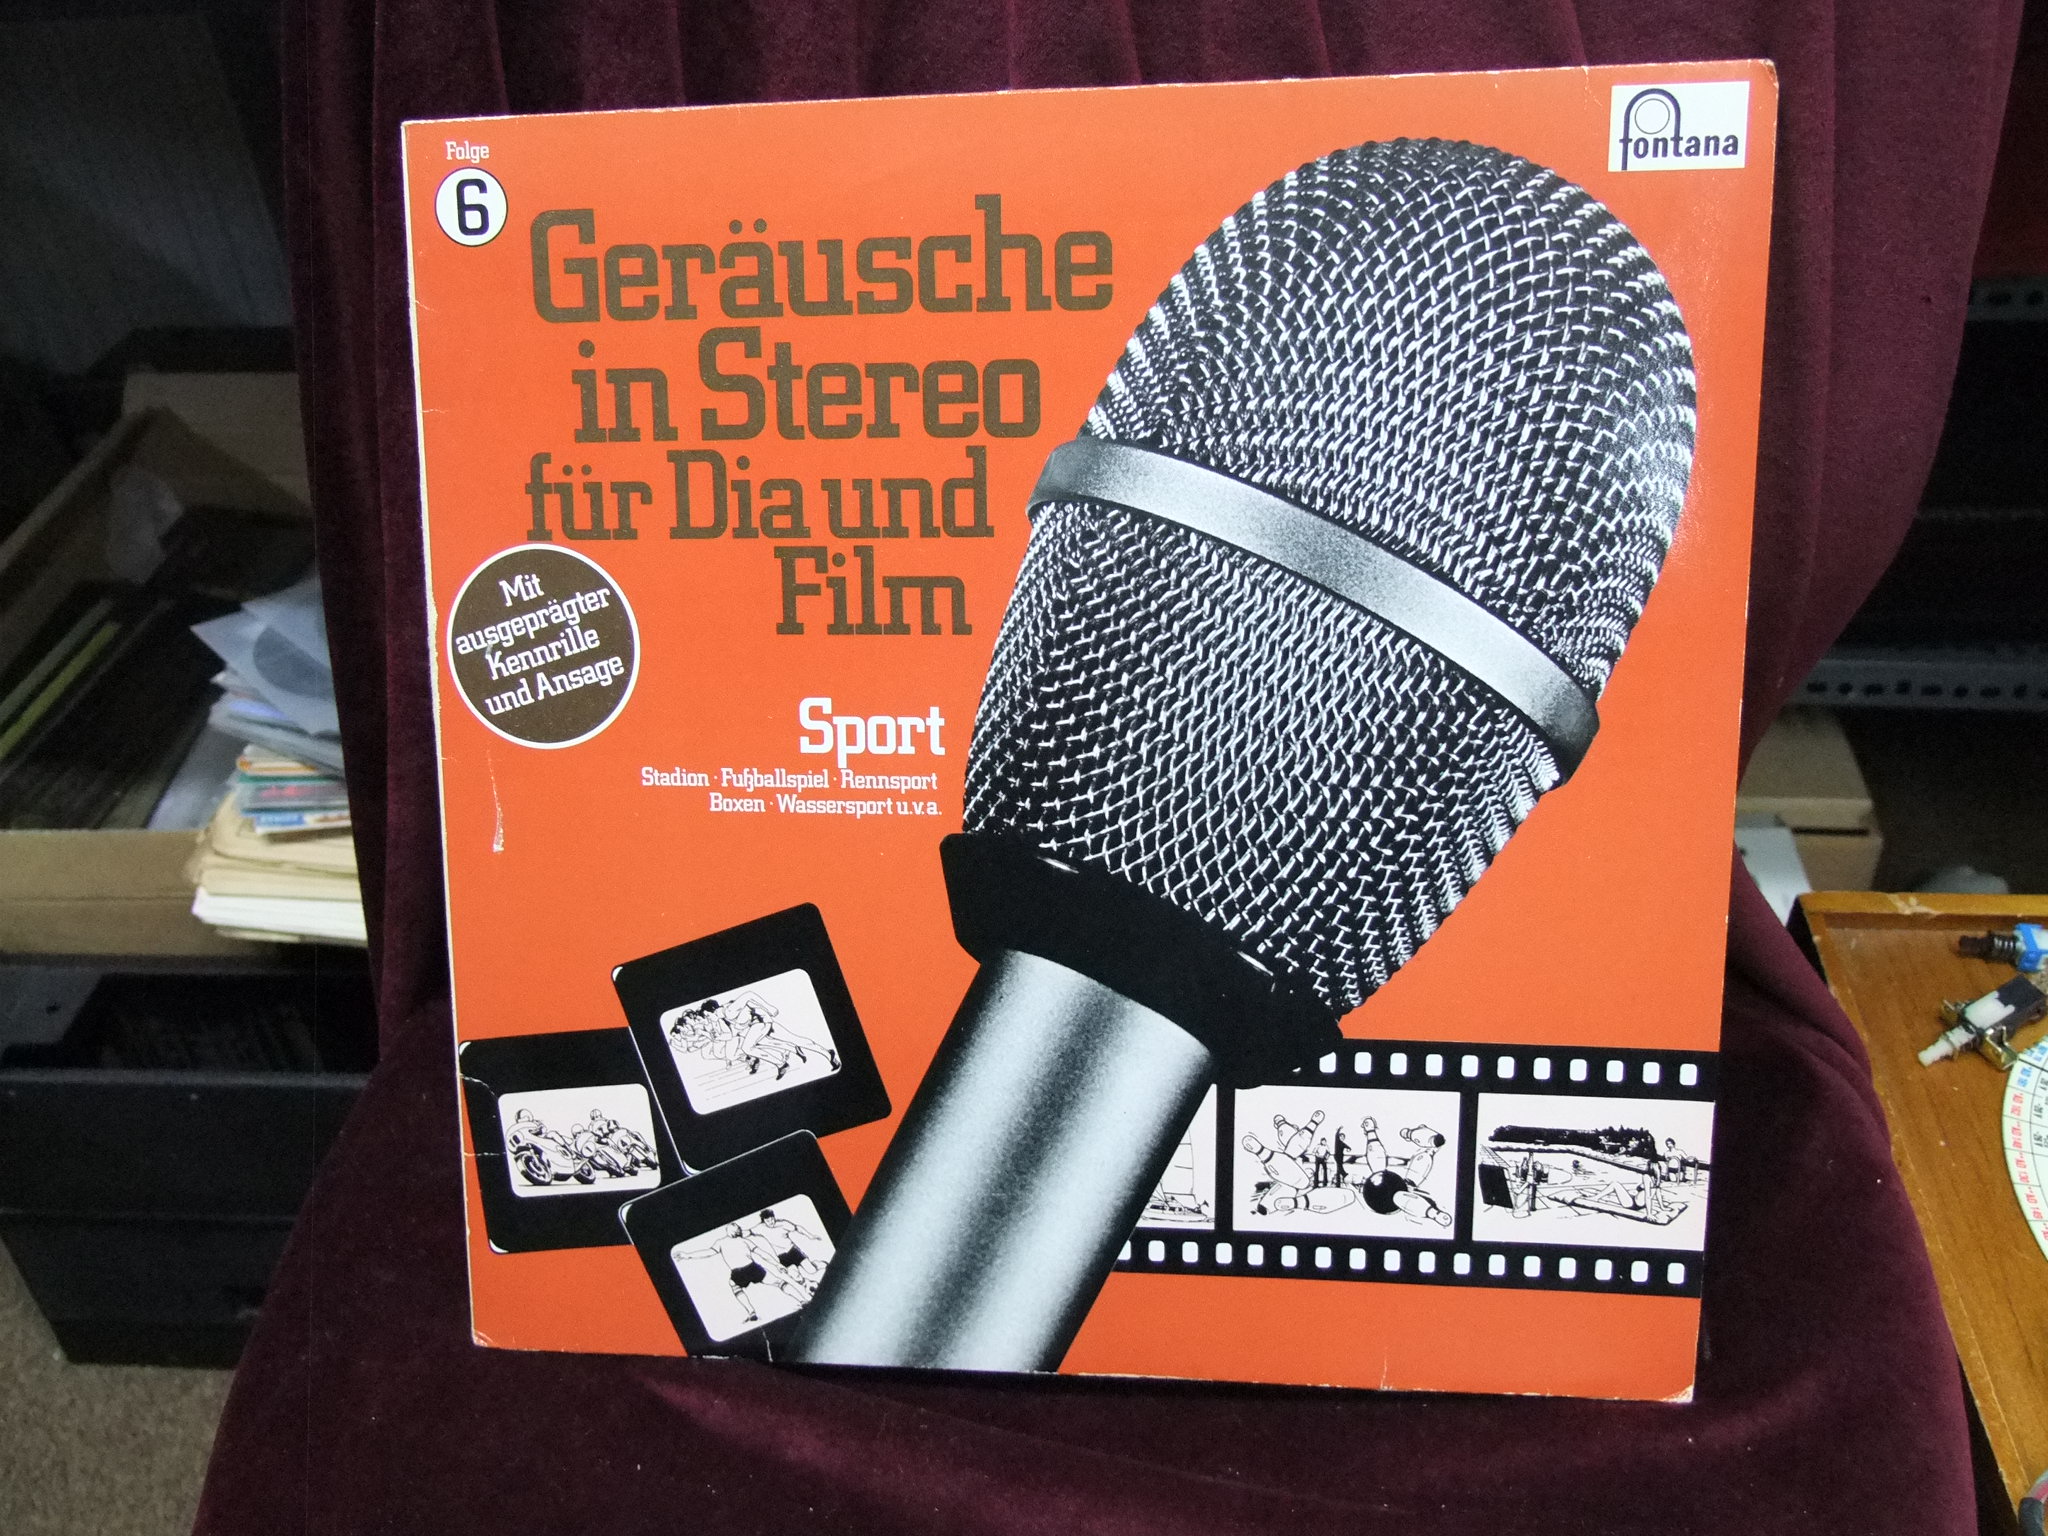 Folge
6
fontana
Geräusche
in Stereo
für Dia und
Film
Mit
ausgeprägter
Kennrille
und Ansage
Sport
Stadion · Fußballspiel · Rennsport
Boxen · Wassersport u.v.a.